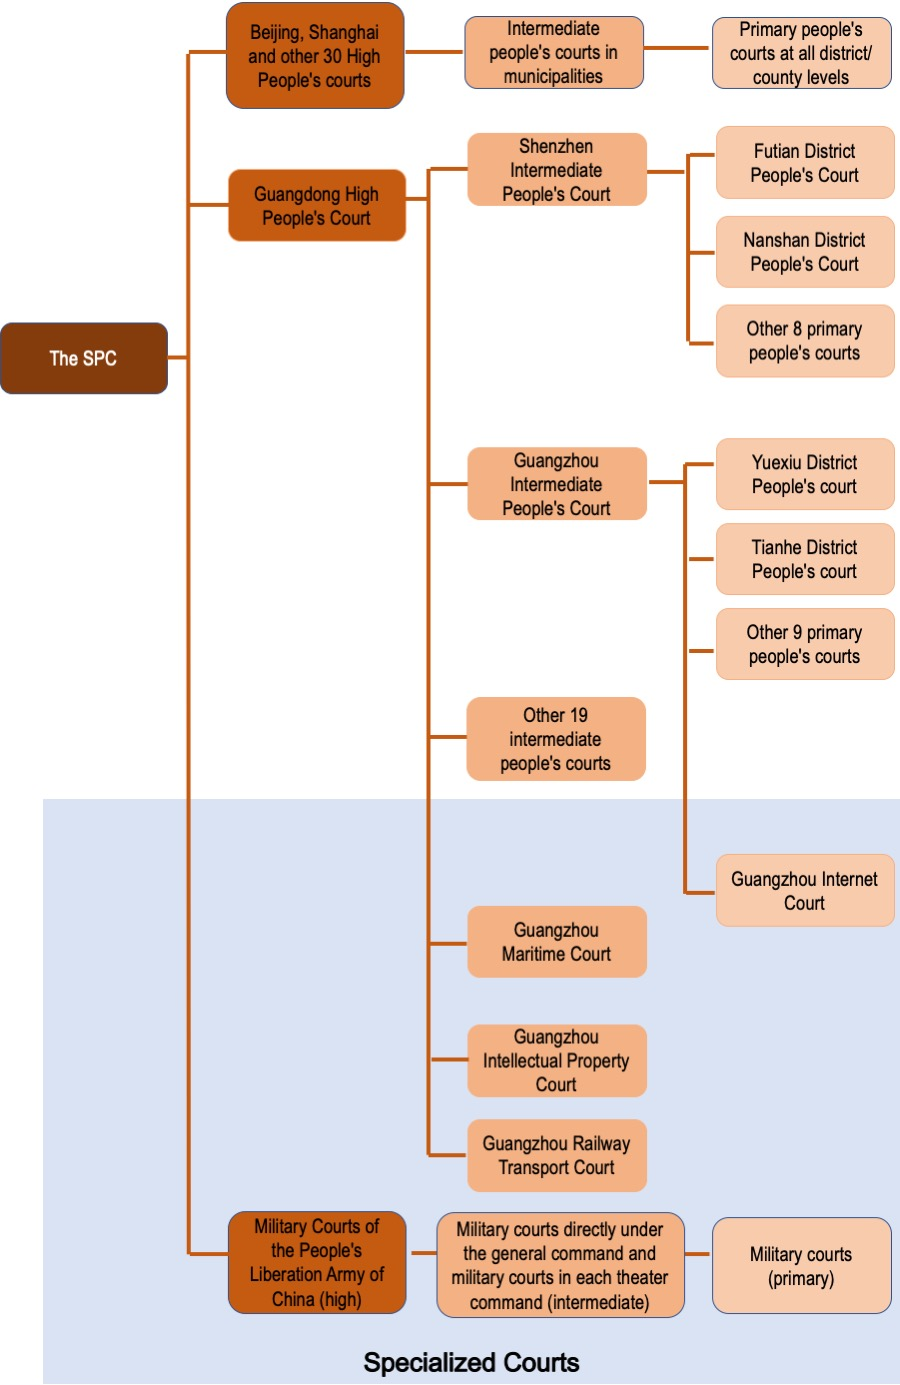 Beijing, Shanghai
and other 30 High
People's courts
Intermediate
people's courts in
municipalities
Primary people's
courts at all district/
county levels
Guangdong High
People's Court
Shenzhen
Intermediate
People's Court
Futian District
People's Court
Nanshan District
People's Court
Other 8 primary
people's courts
The SPC
Guangzhou
Intermediate
People's Court
Yuexiu District
People's court
Tianhe District
People's court
Other 9 primary
people's courts
Other 19
intermediate
people's courts
Guangzhou Internet
Court
Guangzhou
Maritime Court
Guangzhou
Intellectual Property
Court
Guangzhou Railway
Transport Court
Military Courts of
the People's
Liberation Army of
China (high)
Military courts directly under
the general command and
military courts in each theater
command (intermediate)
Military courts
(primary)
Specialized Courts